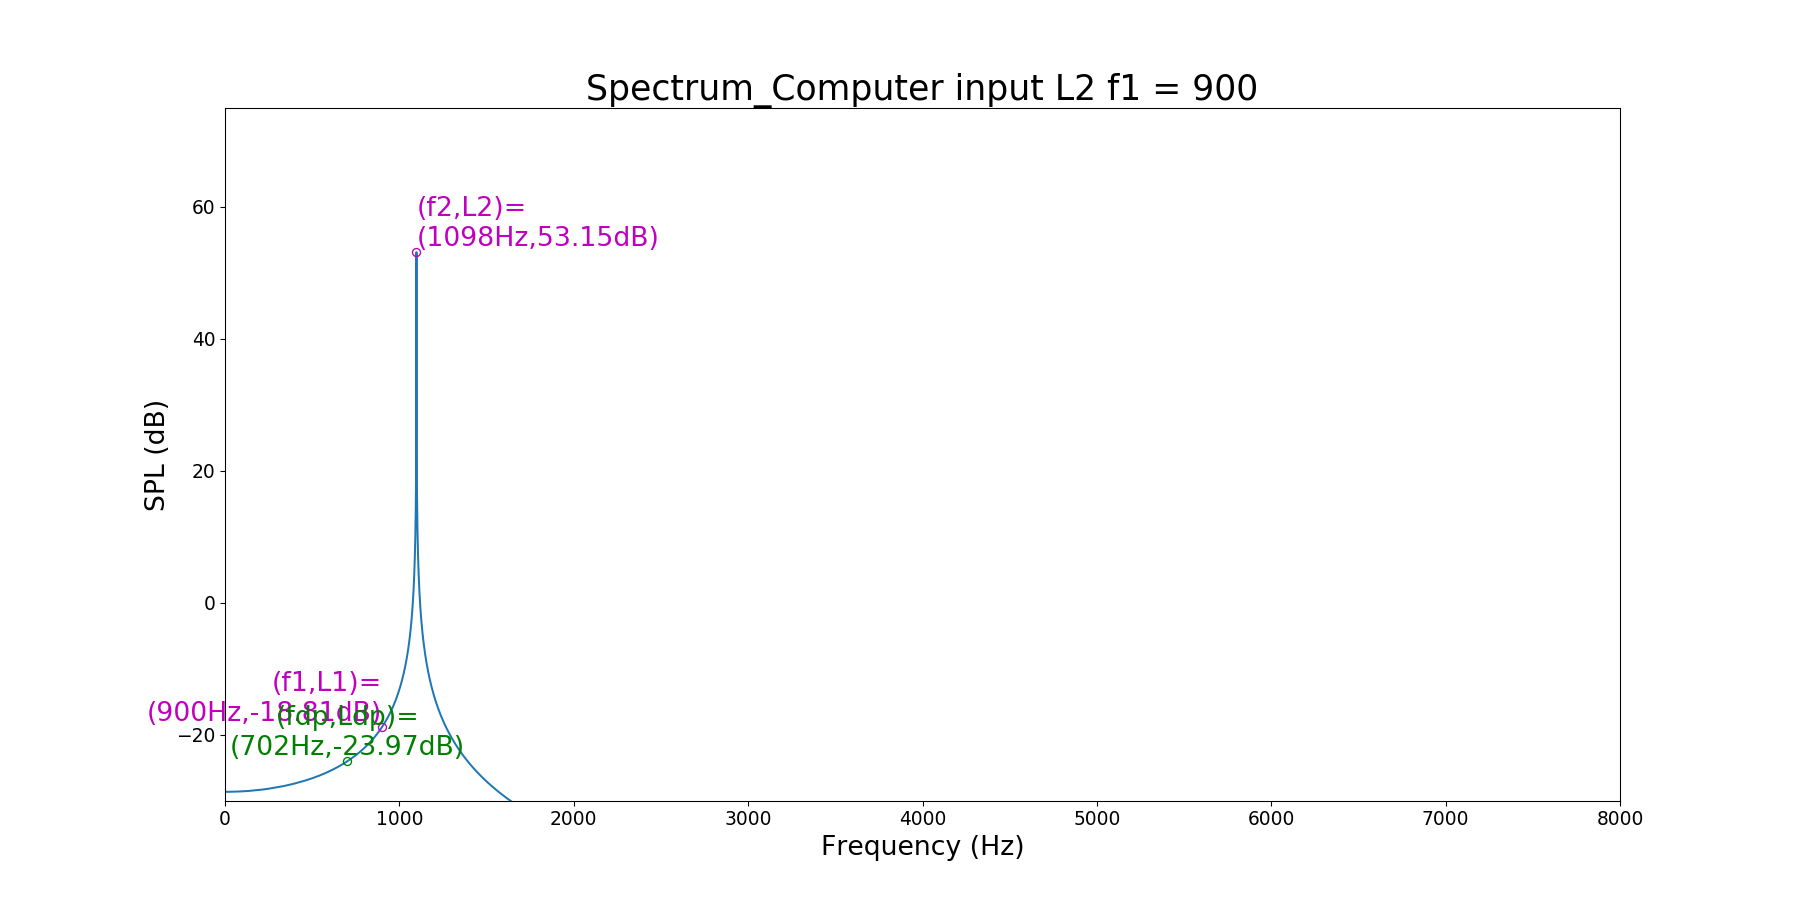 Spectrum_Computer input L2 f1 = 900
(f2,L2)=
(1098Hz,53.15dB)
(f1,L1)=
(900Hz,-18.81dB)
(fdp,Ldp)=
(702Hz,-23.97dB)
SPL (dB)
60
40
20
0
−20
0 1000 2000 3000 4000 5000 6000 7000 8000
Frequency (Hz)